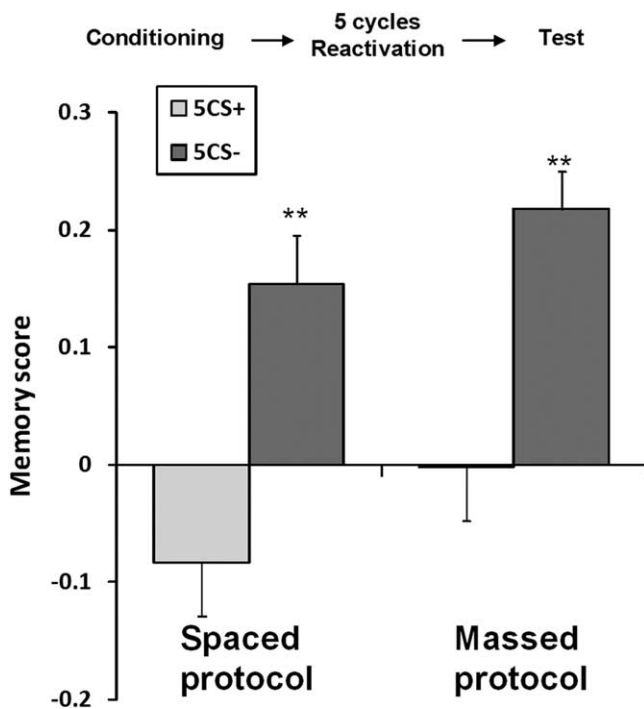 Conditioning → 5 cycles Reactivation → Test
0.3
5CS+
5CS-
**
**
0.2
0.1
0
-0.1
-0.2
Memory score
Spaced
protocol
Massed
protocol